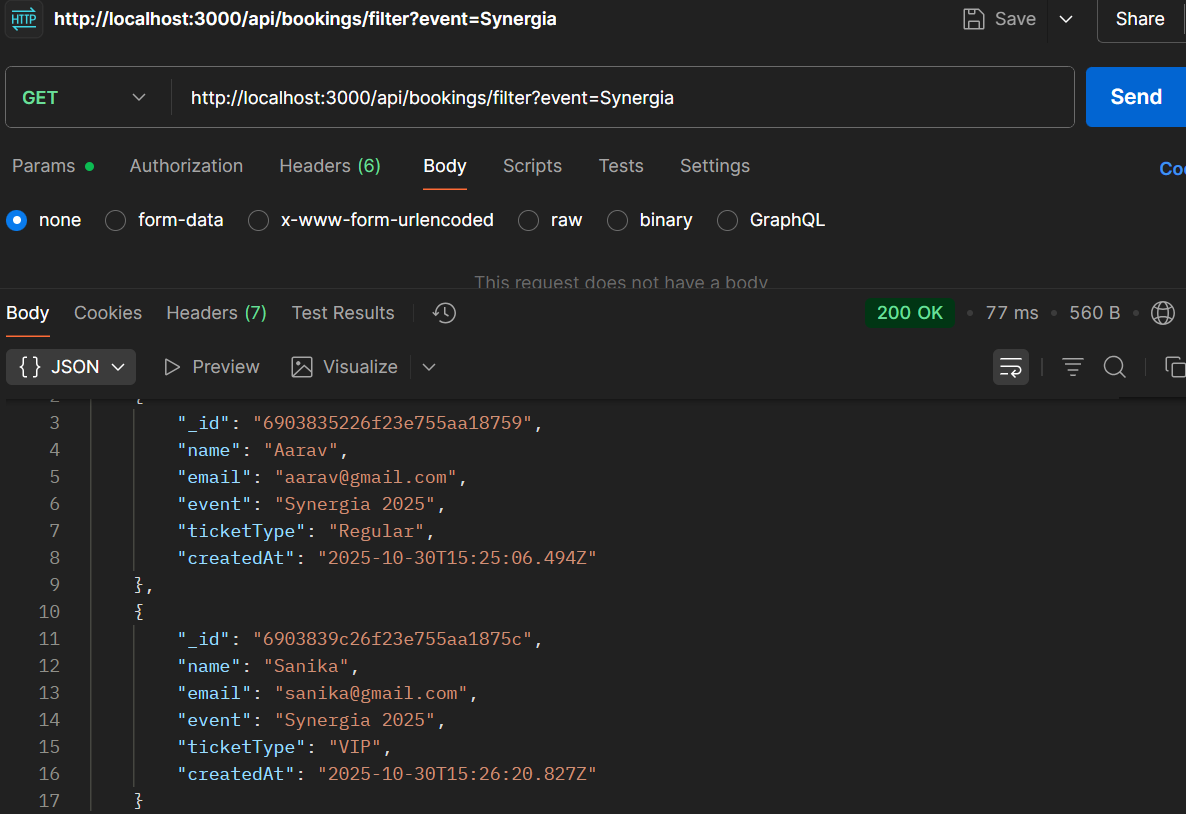 HTTP http://localhost:3000/api/bookings/filter?event=Synergia Save Share
GET http://localhost:3000/api/bookings/filter?event=Synergia Send
Params Authorization Headers (6) Body Scripts Tests Settings Coo
none form-data x-www-form-urlencoded raw binary GraphQL
This request does not have a body
Body Cookies Headers (7) Test Results 200 OK • 77 ms • 560 B •
{} JSON Preview Visualize
2 {
3 "_id": "6903835226f23e755aa18759",
4 "name": "Aarav",
5 "email": "aarav@gmail.com",
6 "event": "Synergia 2025",
7 "ticketType": "Regular",
8 "createdAt": "2025-10-30T15:25:06.494Z"
9 },
10 {
11 "_id": "6903839c26f23e755aa1875c",
12 "name": "Sanika",
13 "email": "sanika@gmail.com",
14 "event": "Synergia 2025",
15 "ticketType": "VIP",
16 "createdAt": "2025-10-30T15:26:20.827Z"
17 }